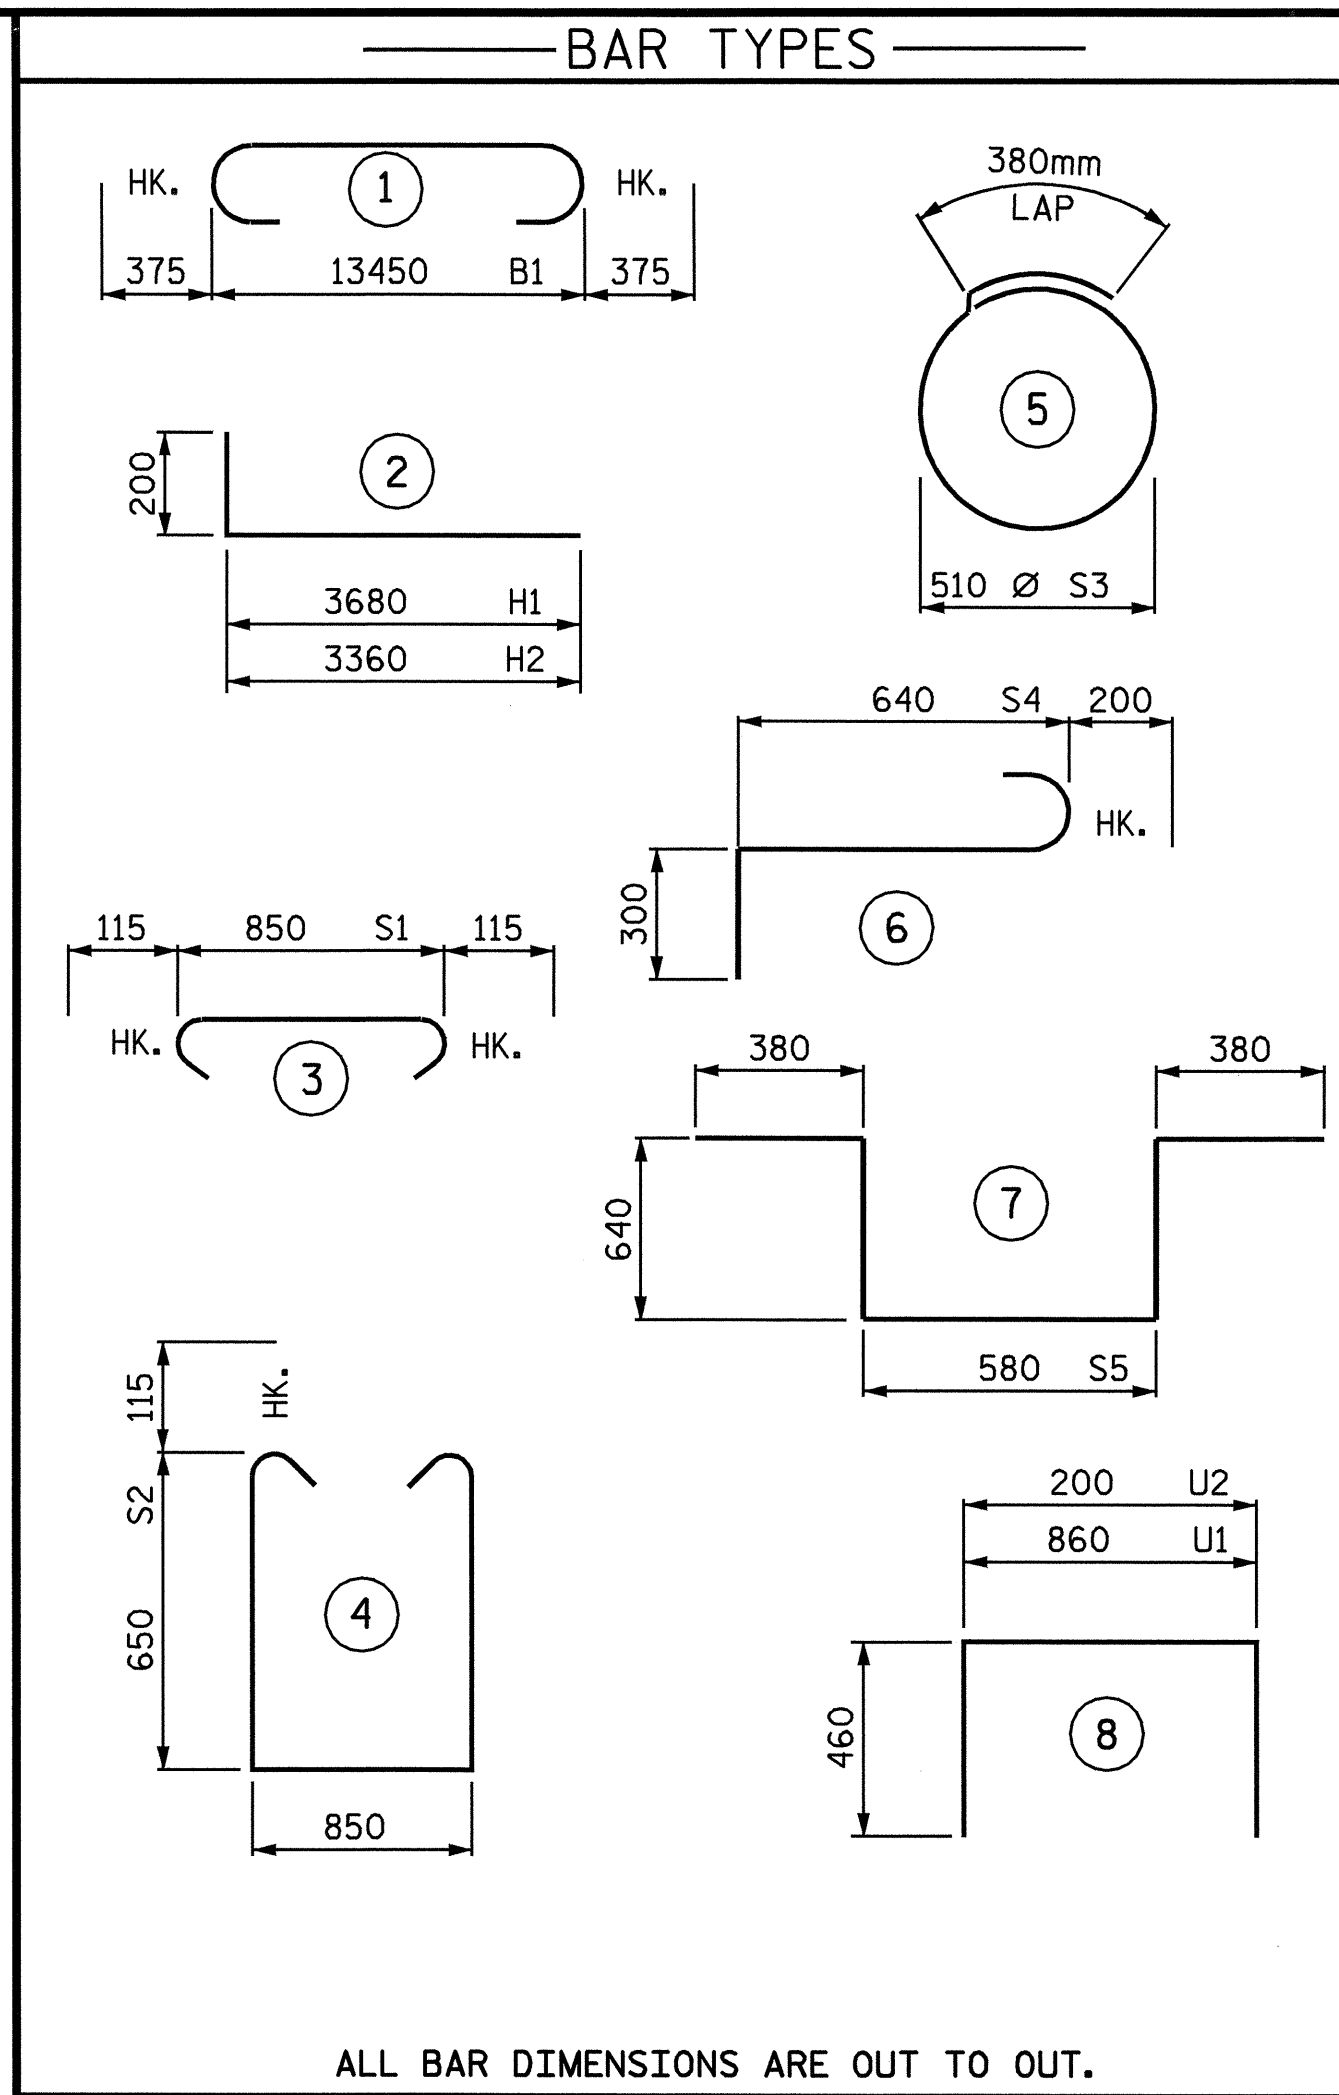 BAR TYPES
HK. 1 HK.
375 13450 B1 375
380mm
LAP
5
510 Ø S3
200
2
3680 H1
3360 H2
640 S4 200
HK.
300
6
115 850 S1 115
HK. HK.
3
380 380
640
7
580 S5
115
HK.
650 S2
4
850
200 U2
860 U1
460
8
ALL BAR DIMENSIONS ARE OUT TO OUT.